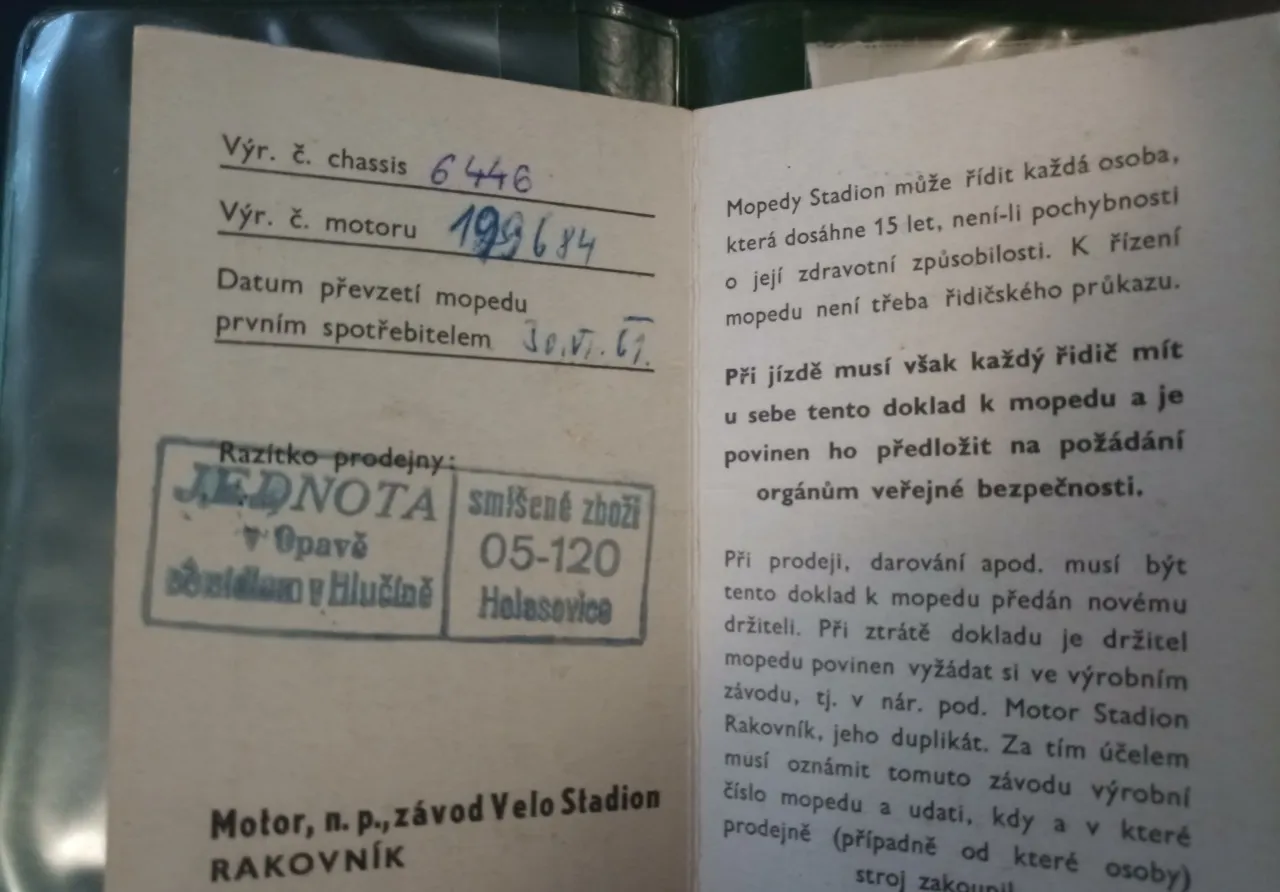 Výr. č. chassis 6446
Výr. č. motoru 199684
Datum převzetí mopedu
prvním spotřebitelem 30.VI.61.
Razítko prodejny:
JEDNOTA
v Opavě
se sídlem v Hlučíně
smíšené zboží
05-120
Holasovice
Motor, n. p., závod Velo Stadion
RAKOVNÍK
Mopedy Stadion může řídit každá osoba,
která dosáhne 15 let, není-li pochybnosti
o její zdravotní způsobilosti. K řízení
mopedu není třeba řidičského průkazu.
Při jízdě musí však každý řidič mít
u sebe tento doklad k mopedu a je
povinen ho předložit na požádání
orgánům veřejné bezpečnosti.
Při prodeji, darování apod. musí být
tento doklad k mopedu předán novému
držiteli. Při ztrátě dokladu je držitel
mopedu povinen vyžádat si ve výrobním
závodu, tj. v nár. pod. Motor Stadion
Rakovník, jeho duplikát. Za tím účelem
musí oznámit tomuto závodu výrobní
číslo mopedu a udati, kdy a v které
prodejně (případně od které osoby)
stroj zakoupil